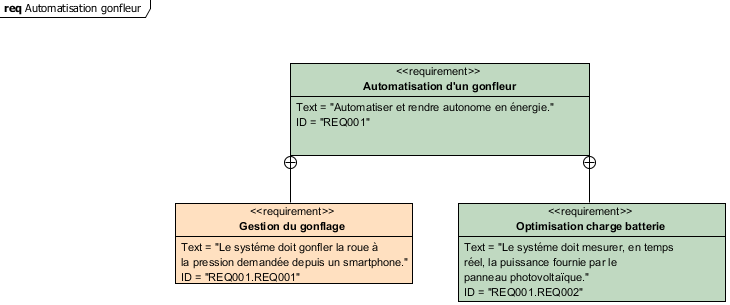 req Automatisation gonfleur
<<requirement>>
Automatisation d'un gonfleur
Text = "Automatiser et rendre autonome en énergie."
ID = "REQ001"
<<requirement>>
Gestion du gonflage
Text = "Le systéme doit gonfler la roue à
la pression demandée depuis un smartphone."
ID = "REQ001.REQ001"
<<requirement>>
Optimisation charge batterie
Text = "Le systéme doit mesurer, en temps
réel, la puissance fournie par le
panneau photovoltaïque."
ID = "REQ001.REQ002"